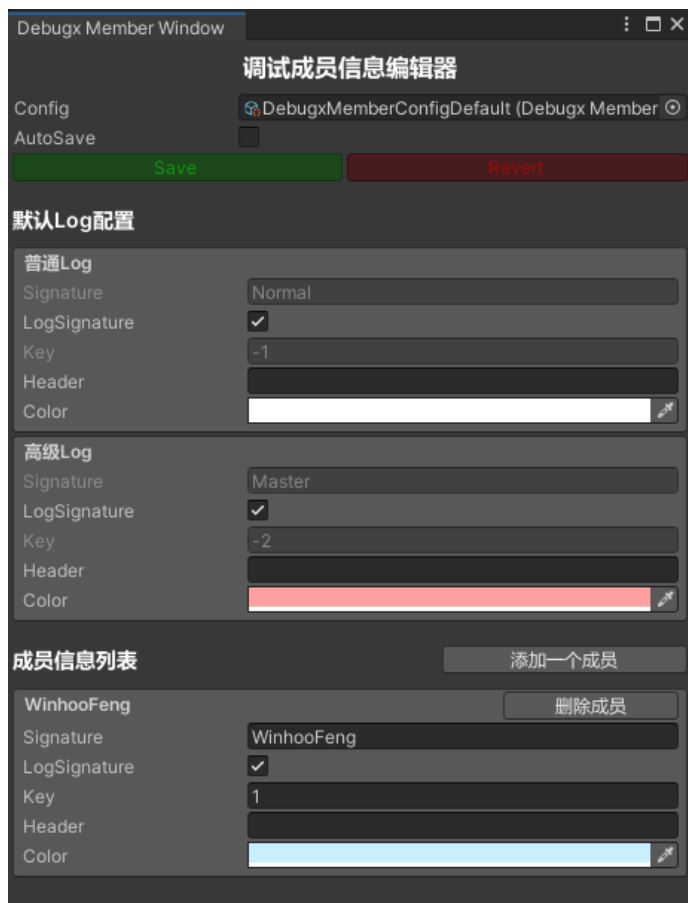 Debugx Member Window
调试成员信息编辑器
Config DebugxMemberConfigDefault (Debugx Member
AutoSave
Save Revert
默认Log配置
普通Log
Signature Normal
LogSignature
Key -1
Header
Color
高级Log
Signature Master
LogSignature
Key -2
Header
Color
成员信息列表 添加一个成员
WinhooFeng 删除成员
Signature WinhooFeng
LogSignature
Key 1
Header
Color